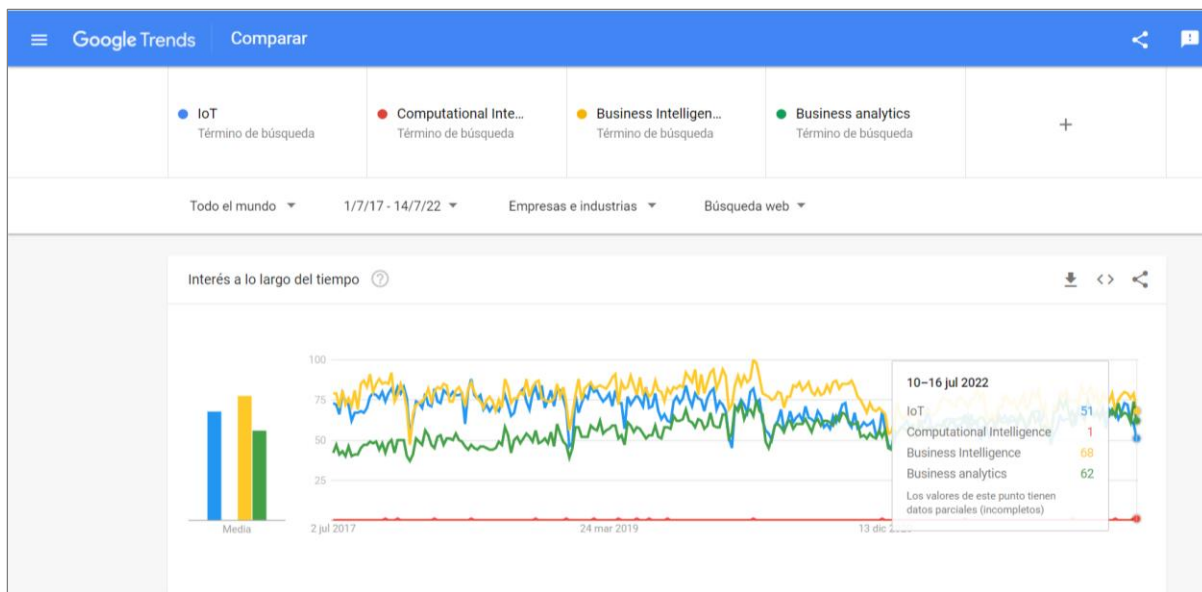 Google Trends Comparar
IoT
Término de búsqueda
Computational Inte...
Término de búsqueda
Business Intelligen...
Término de búsqueda
Business analytics
Término de búsqueda
+
Todo el mundo 1/7/17 - 14/7/22 Empresas e industrias Búsqueda web
Interés a lo largo del tiempo ?
100
75
50
25
Media
2 jul 2017
24 mar 2019
13 dic
10–16 jul 2022
IoT 51
Computational Intelligence 1
Business Intelligence 68
Business analytics 62
Los valores de este punto tienen
datos parciales (incompletos)